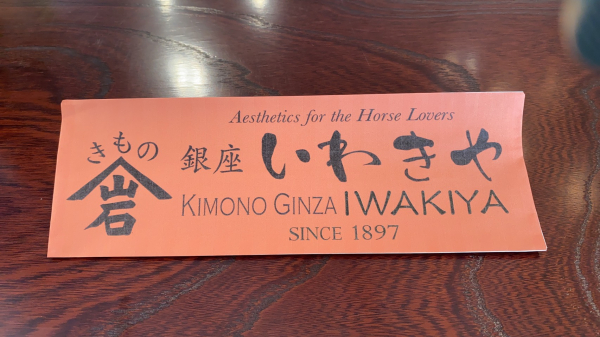 Aesthetics for the Horse Lovers
きもの
岩
銀座 いわきや
KIMONO GINZA IWAKIYA
SINCE 1897